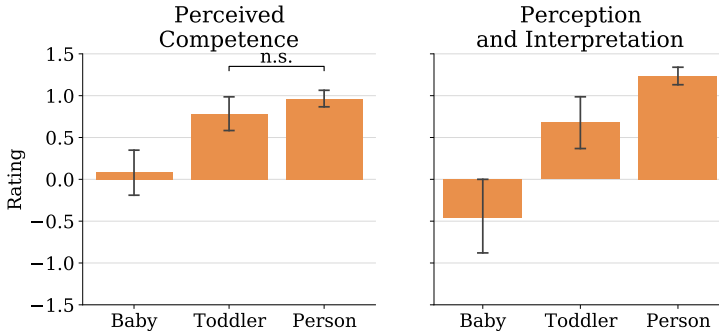 Perceived
Competence
Perception
and Interpretation
n.s.
Rating
1.5
1.0
0.5
0.0
−0.5
−1.0
−1.5
Baby Toddler Person
Baby Toddler Person